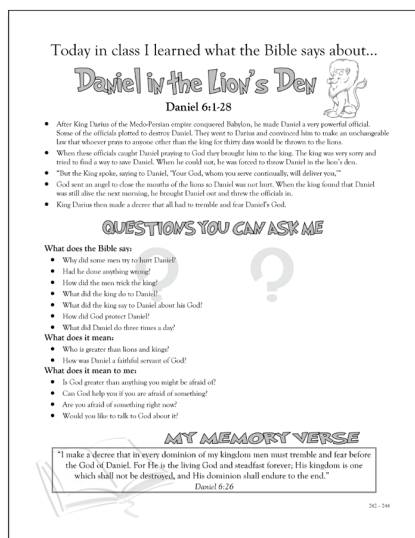 Today in class I learned what the Bible says about...
Daniel in the Lion's Den
Daniel 6:1-28
• After King Darius of the Medo-Persian empire conquered Babylon, he made Daniel a very powerful official.
Some of the officials plotted to destroy Daniel. They went to Darius and convinced him to make an unchangeable
law that whoever prays to anyone other than the king for thirty days would be thrown to the lions.
• When these officials caught Daniel praying to God they brought him to the king. The king was very sorry and
tried to find a way to save Daniel. When he could not, he was forced to throw Daniel in the lion's den.
• "But the King spoke, saying to Daniel, 'Your God, whom you serve continually, will deliver you,'"
• God sent an angel to close the mouths of the lions so Daniel was not hurt. When the king found that Daniel
was still alive the next morning, he brought Daniel out and threw the officials in.
• King Darius then made a decree that all had to tremble and fear Daniel's God.
QUESTIONS YOU CAN ASK ME
What does the Bible say:
• Why did some men try to hurt Daniel?
• Had he done anything wrong?
• How did the men trick the king?
• What did the king do to Daniel?
• What did the king say to Daniel about his God?
• How did God protect Daniel?
• What did Daniel do three times a day?
What does it mean:
• Who is greater than lions and kings?
• How was Daniel a faithful servant of God?
What does it mean to me:
• Is God greater than anything you might be afraid of?
• Can God help you if you are afraid of something?
• Are you afraid of something right now?
• Would you like to talk to God about it?
MY MEMORY VERSE
"I make a decree that in every dominion of my kingdom men must tremble and fear before
the God of Daniel. For He is the living God and steadfast forever; His kingdom is one
which shall not be destroyed, and His dominion shall endure to the end."
Daniel 6:26
242 - 244